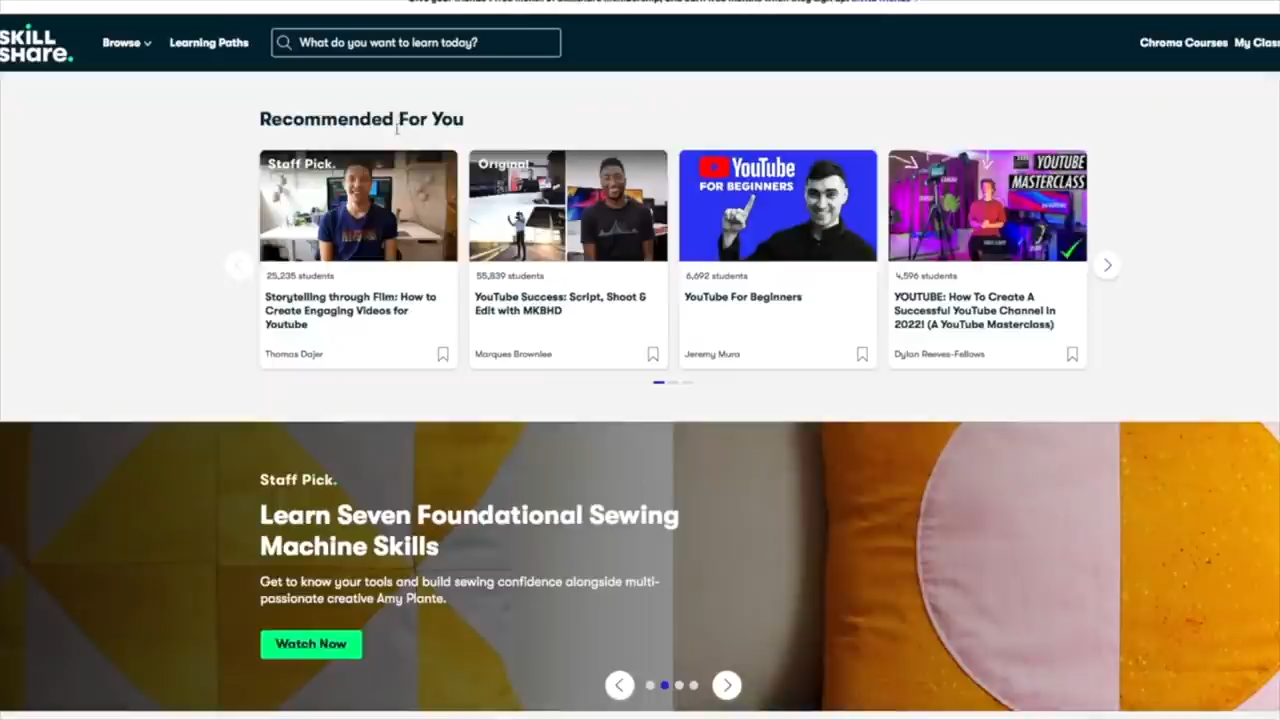 SKILL
SHARE.
Browse
Learning Paths
What do you want to learn today?
Chroma Courses
My Clas
Recommended For You
Staff Pick.
Original
YouTube
FOR BEGINNERS
YOUTUBE
MASTERCLASS
25,235 students
55,839 students
6,692 students
4,596 students
Storytelling through Film: How to
Create Engaging Videos for
Youtube
YouTube Success: Script, Shoot &
Edit with MKBHD
YouTube For Beginners
YOUTUBE: How To Create A
Successful YouTube Channel in
2022! (A YouTube Masterclass)
Thomas Dajer
Marques Brownlee
Jeremy Mura
Dylan Reeves-Fellows
Staff Pick.
Learn Seven Foundational Sewing
Machine Skills
Get to know your tools and build sewing confidence alongside multi-
passionate creative Amy Plante.
Watch Now